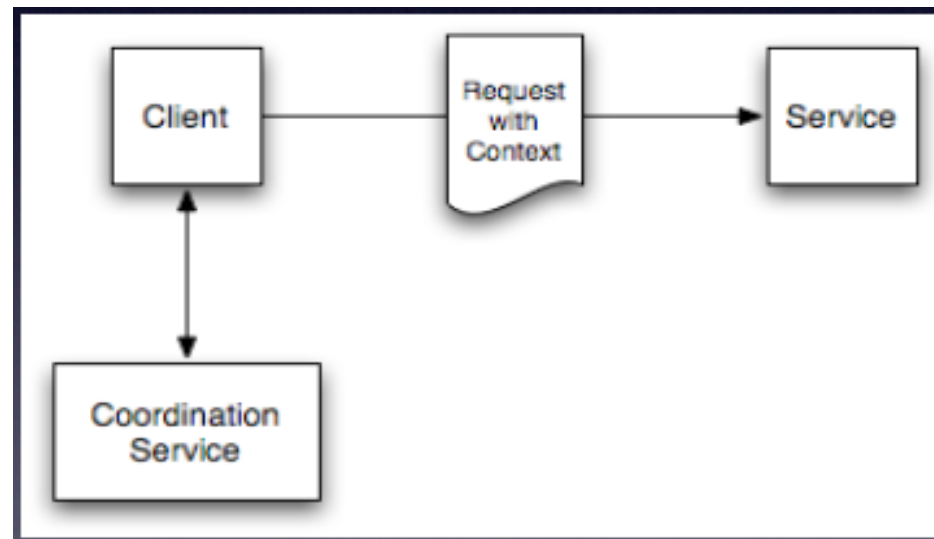 Client
Request
with
Context
Service
Coordination
Service